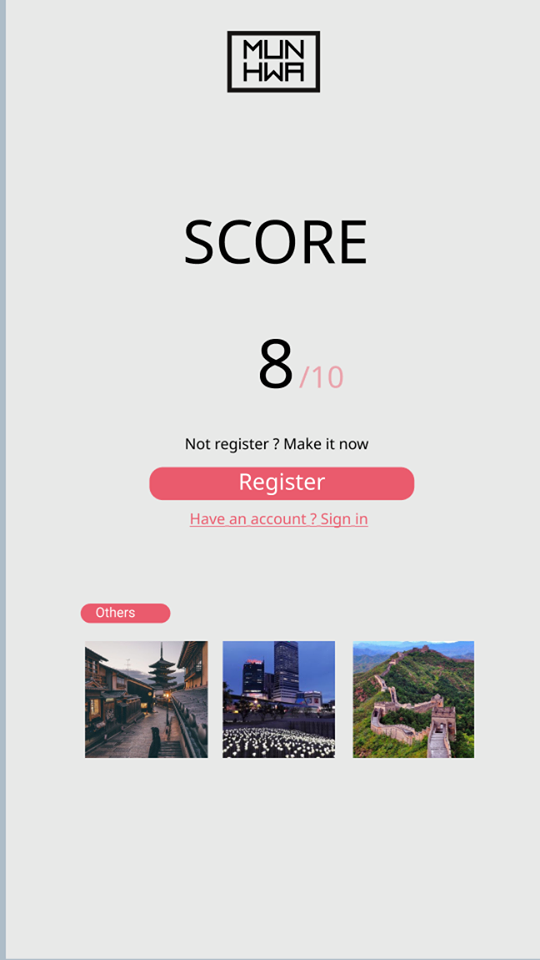 MUN
HWA
SCORE
8 /10
Not register ? Make it now
Register
Have an account ? Sign in
Others